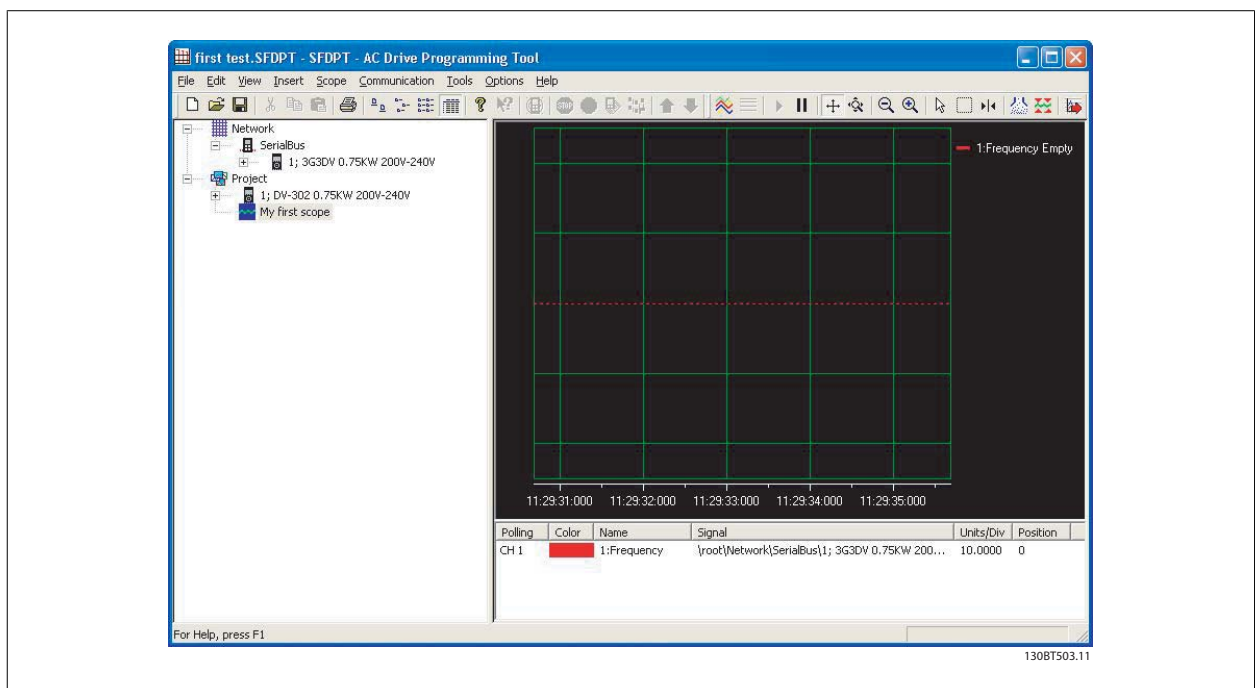 first test.SFDPT - SFDPT - AC Drive Programming Tool
File Edit View Insert Scope Communication Tools Options Help
Network
SerialBus
1; 3G3DV 0.75KW 200V-240V
Project
1; DV-302 0.75KW 200V-240V
My first scope
1:Frequency Empty
11:29:31:000 11:29:32:000 11:29:33:000 11:29:34:000 11:29:35:000
Polling Color Name Signal Units/Div Position
CH 1 1:Frequency \root\Network\SerialBus\1; 3G3DV 0.75KW 200... 10.0000 0
For Help, press F1
130BT503.11